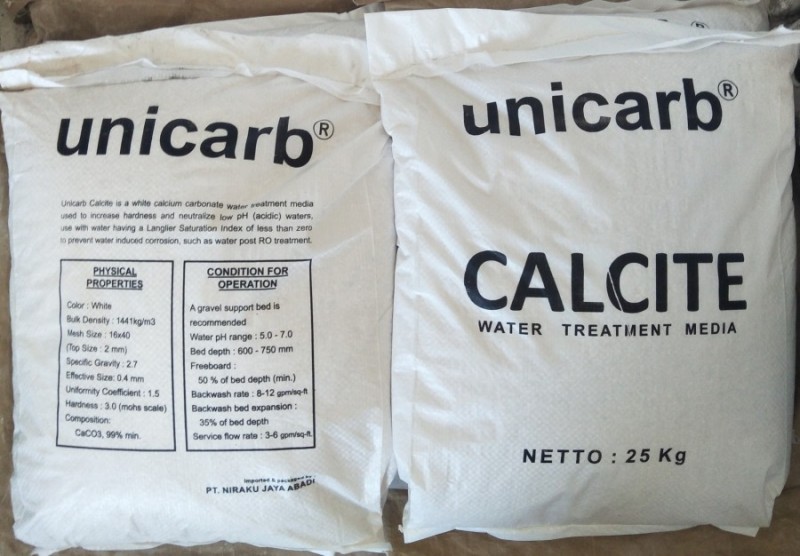 unicarb®
Unicarb Calcite is a white calcium carbonate water treatment media
used to increase hardness and neutralize low pH (acidic) waters,
use with water having a Langlier Saturation Index of less than zero
to prevent water induced corrosion, such as water post RO treatment.
PHYSICAL
PROPERTIES
Color : White
Bulk Density : 1441kg/m3
Mesh Size : 16x40
(Top Size : 2 mm)
Specific Gravity : 2.7
Effective Size: 0.4 mm
Uniformity Coefficient : 1.5
Hardness : 3.0 (mohs scale)
Composition:
CaCO3, 99% min.
CONDITION FOR
OPERATION
A gravel support bed is
recommended
Water pH range : 5.0 - 7.0
Bed depth : 600 - 750 mm
Freeboard :
50 % of bed depth (min.)
Backwash rate : 8-12 gpm/sq-ft
Backwash bed expansion :
35% of bed depth
Service flow rate : 3-6 gpm/sq-ft.
Imported & packaged by :
PT. NIRAKU JAYA ABADI
unicarb®
CALCITE
WATER TREATMENT MEDIA
NETTO : 25 Kg